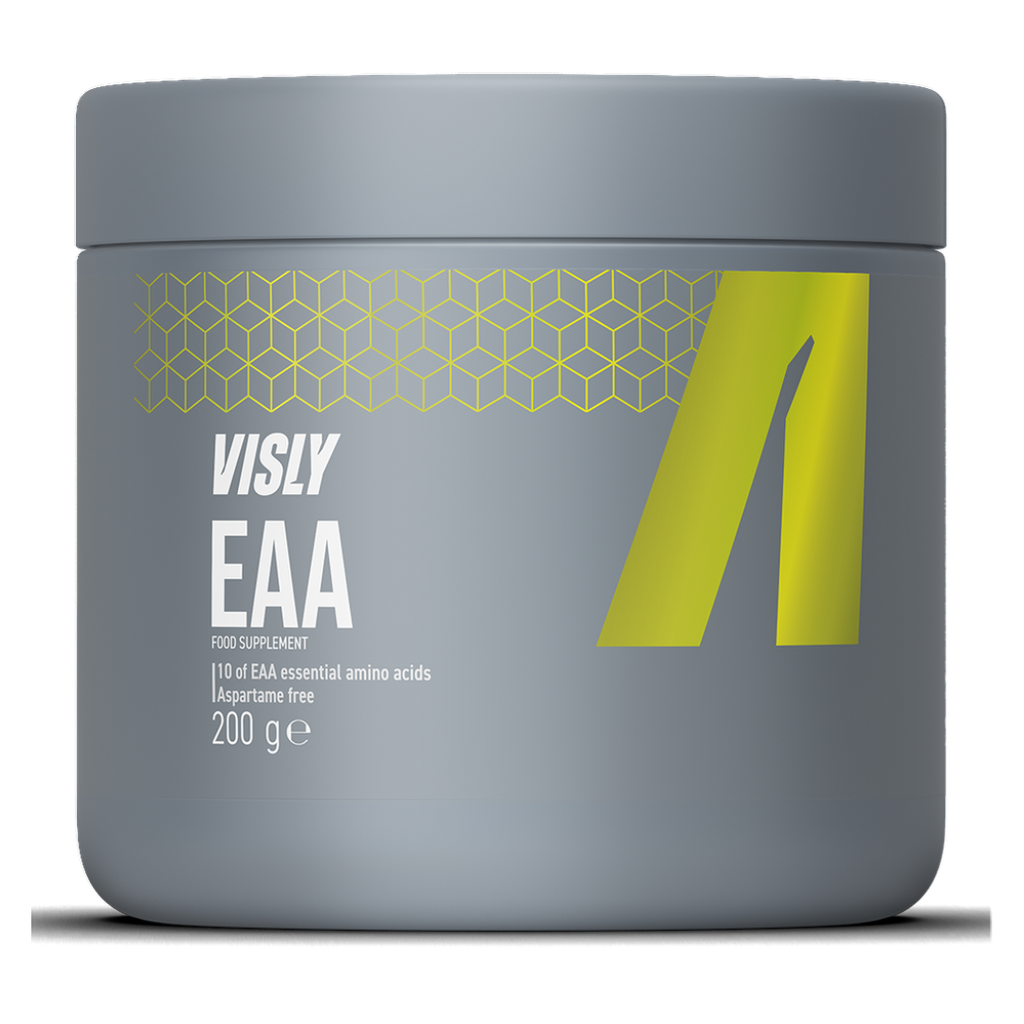 VISLY
EAA
FOOD SUPPLEMENT
10 of EAA essential amino acids
Aspartame free
200 g ℮